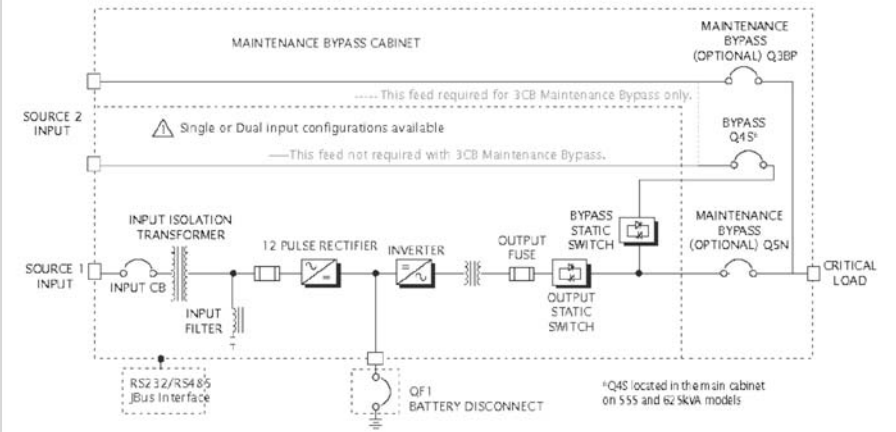 MAINTENANCE BYPASS CABINET
MAINTENANCE
BYPASS
(OPTIONAL) Q3BP
This feed required for 3CB Maintenance Bypass only.
SOURCE 2
INPUT
1
Single or Dual input configurations available
BYPASS
Q4S*
This feed not required with 3CB Maintenance Bypass.
INPUT ISOLATION
TRANSFORMER
12 PULSE RECTIFIER
INVERTER
OUTPUT
FUSE
BYPASS
STATIC
SWITCH
MAINTENANCE
BYPASS
(OPTIONAL) Q5N
SOURCE 1
INPUT
INPUT CB
CRITICAL
LOAD
INPUT
FILTER
OUTPUT
STATIC
SWITCH
RS232/RS485
JBus Interface
QF1
BATTERY DISCONNECT
*Q4S located in the main cabinet
on 555 and 625kVA models